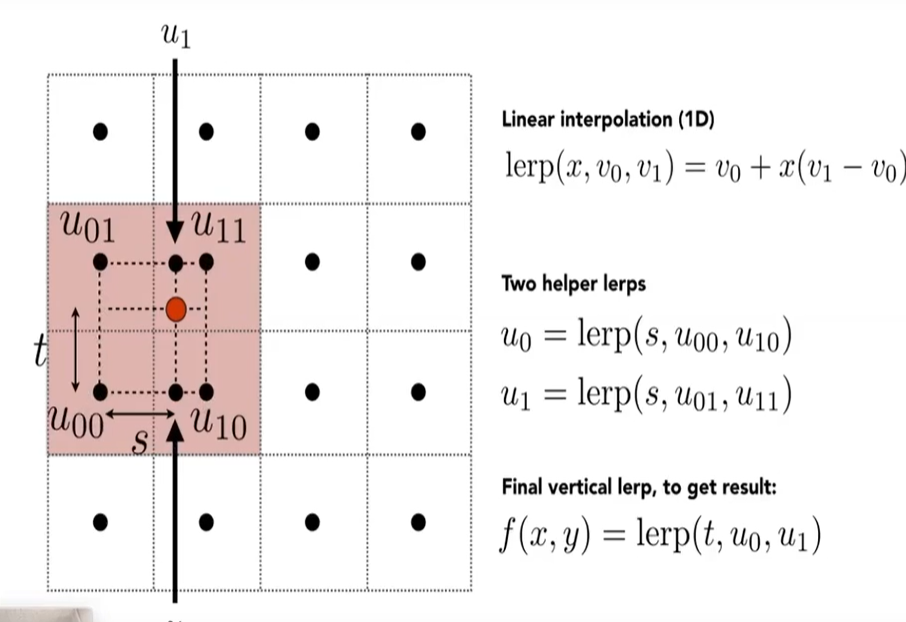 u₁
Linear interpolation (1D)
lerp(x, v₀, v₁) = v₀ + x(v₁ − v₀)
u₀₁ u₁₁
Two helper lerps
u₀ = lerp(s, u₀₀, u₁₀)
t
u₁ = lerp(s, u₀₁, u₁₁)
u₀₀ u₁₀
s
Final vertical lerp, to get result:
f(x, y) = lerp(t, u₀, u₁)